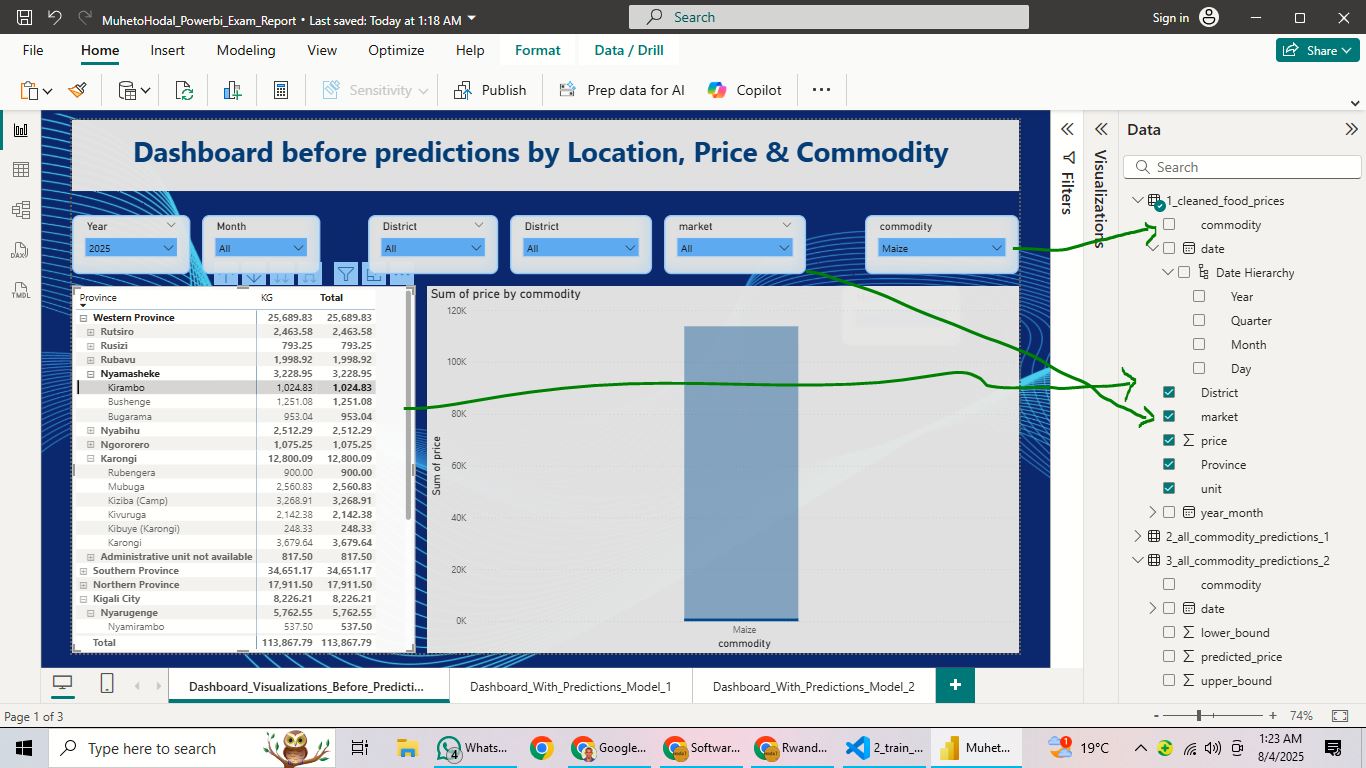 MuhetoHodal_Powerbi_Exam_Report • Last saved: Today at 1:18 AM
Search
Sign in
File Home Insert Modeling View Optimize Help Format Data / Drill
Share
Sensitivity Publish Prep data for AI Copilot
Dashboard before predictions by Location, Price & Commodity
Year Month District District market commodity
2025 All All All All Maize
Province KG Total
Western Province 25,689.83 25,689.83
Rutsiro 2,463.58 2,463.58
Rusizi 793.25 793.25
Rubavu 1,998.92 1,998.92
Nyamasheke 3,228.95 3,228.95
Kirambo 1,024.83 1,024.83
Bushenge 1,251.08 1,251.08
Bugarama 953.04 953.04
Nyabihu 2,512.29 2,512.29
Ngororero 1,075.25 1,075.25
Karongi 12,800.09 12,800.09
Rubengera 900.00 900.00
Mubuga 2,560.83 2,560.83
Kiziba (Camp) 3,268.91 3,268.91
Kivuruga 2,142.38 2,142.38
Kibuye (Karongi) 248.33 248.33
Karongi 3,679.64 3,679.64
Administrative unit not available 817.50 817.50
Southern Province 34,651.17 34,651.17
Northern Province 17,911.50 17,911.50
Kigali City 8,226.21 8,226.21
Nyarugenge 5,762.55 5,762.55
Nyamirambo 537.50 537.50
Total 113,867.79 113,867.79
Sum of price by commodity
120K
100K
80K
60K
40K
20K
0K
Sum of price
Maize
commodity
Filters
Visualizations
Data
Search
1_cleaned_food_prices
commodity
date
Date Hierarchy
Year
Quarter
Month
Day
District
market
price
Province
unit
year_month
2_all_commodity_predictions_1
3_all_commodity_predictions_2
commodity
date
lower_bound
predicted_price
upper_bound
Dashboard_Visualizations_Before_Predicti...
Dashboard_With_Predictions_Model_1
Dashboard_With_Predictions_Model_2
Page 1 of 3
74%
Type here to search
4
Whats...
Google...
Softwar...
Rwand...
2_train_...
Muhet...
1
19°C
1:23 AM
8/4/2025